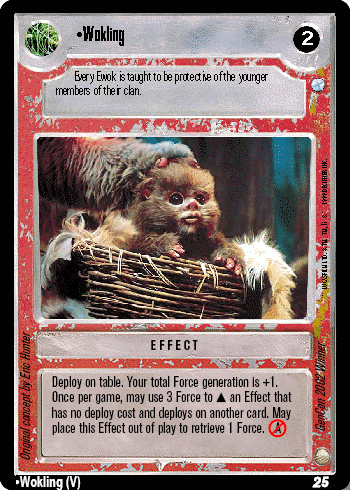 •Wokling
2
Every Ewok is taught to be protective of the younger
members of their clan.
EFFECT
Deploy on table. Your total Force generation is +1.
Once per game, may use 3 Force to ▲ an Effect that
has no deploy cost and deploys on another card. May
place this Effect out of play to retrieve 1 Force. A
Original concept by Eric Hunter
GenCon 2002 Winner
•Wokling (V)
25